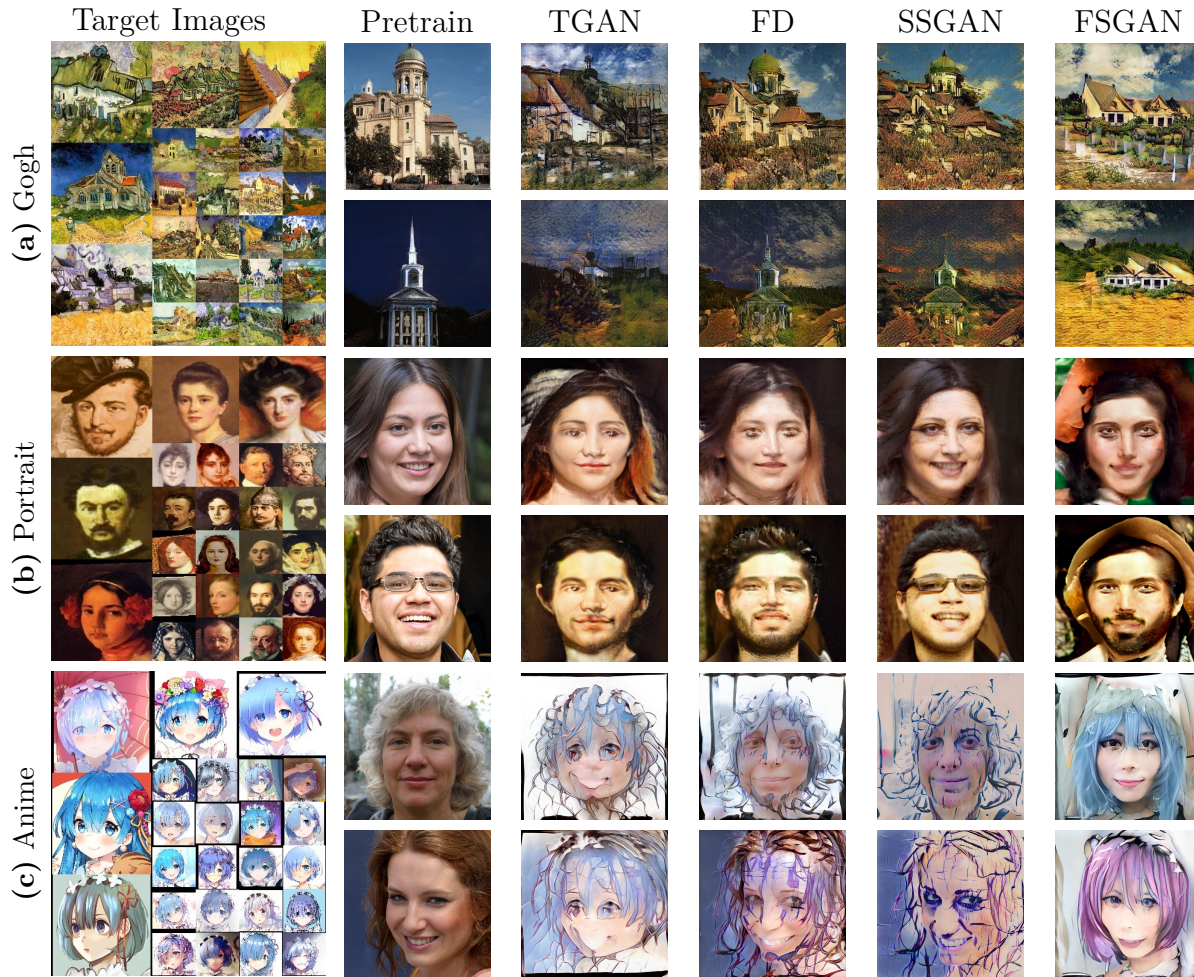 Target Images Pretrain TGAN FD SSGAN FSGAN
(a) Gogh
(b) Portrait
(c) Anime